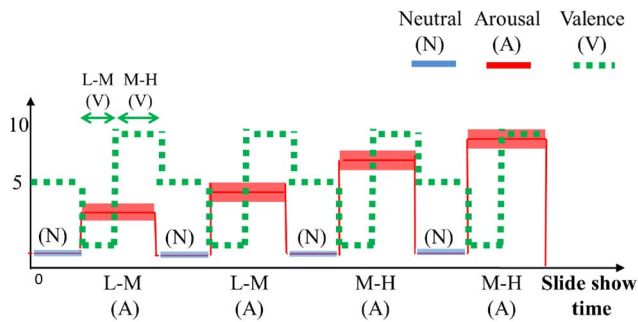 Neutral Arousal Valence
(N) (A) (V)
L-M M-H
(V) (V)
10
5
(N) (N) (N) (N)
0
L-M L-M M-H M-H Slide show
(A) (A) (A) (A) time